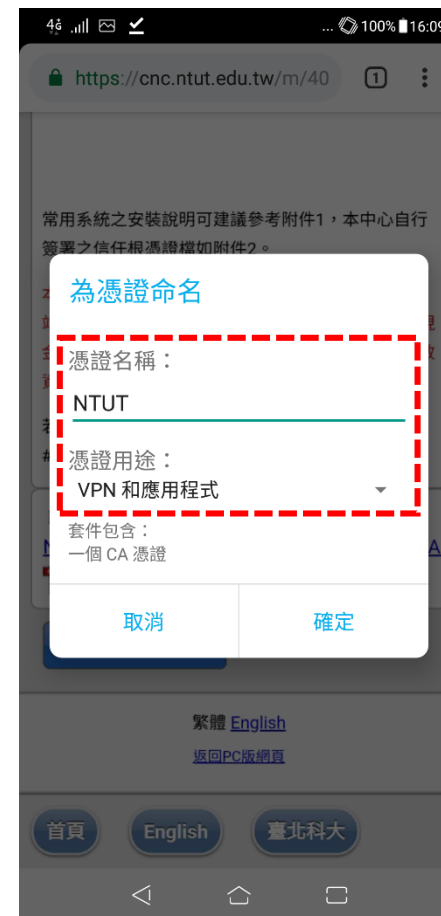 4G ... 100% 16:09
https://cnc.ntut.edu.tw/m/40 1
常用系統之安裝說明可建議參考附件1，本中心自行
簽署之信任根憑證檔如附件2。
為憑證命名
憑證名稱：
NTUT
憑證用途：
VPN 和應用程式
套件包含：
一個 CA 憑證
取消 確定
繁體 English
返回PC版網頁
首頁 English 臺北科大